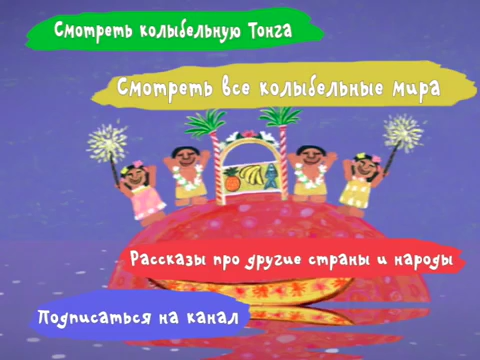 Смотреть колыбельную Тонга
Смотреть все колыбельные мира
Рассказы про другие страны и народы
Подписаться на канал